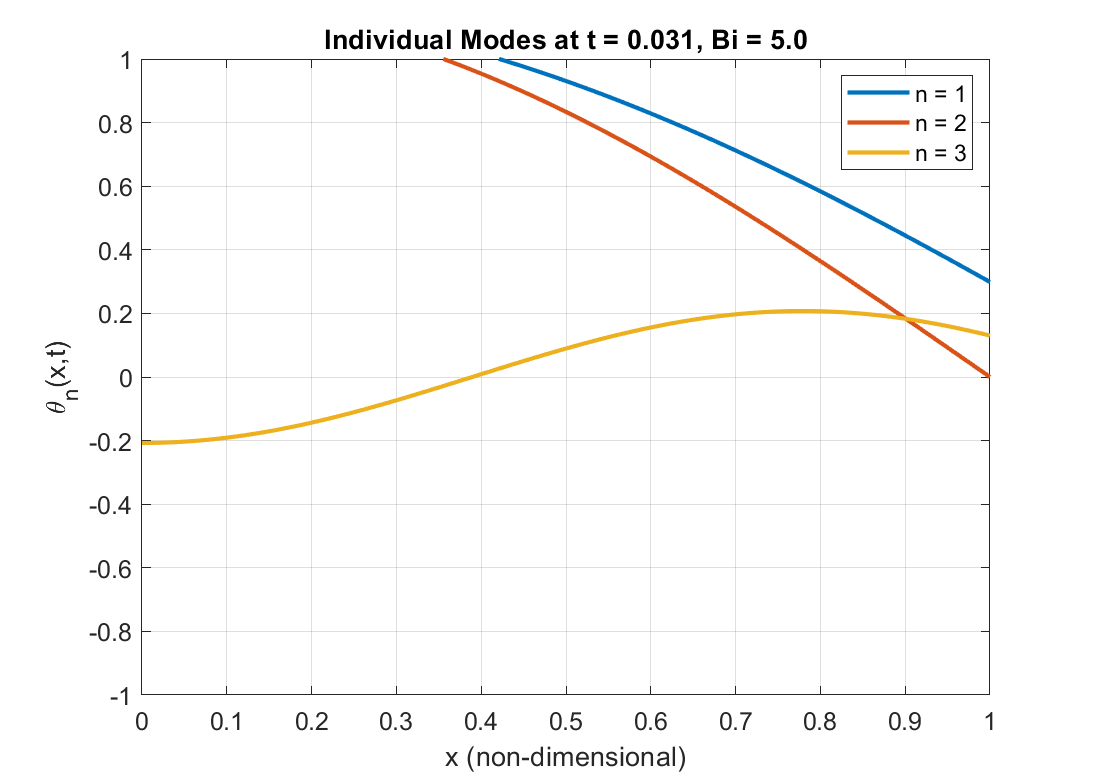 Individual Modes at t = 0.031, Bi = 5.0
n = 1
n = 2
n = 3
1
0.8
0.6
0.4
0.2
0
-0.2
-0.4
-0.6
-0.8
-1
θn(x,t)
0 0.1 0.2 0.3 0.4 0.5 0.6 0.7 0.8 0.9 1
x (non-dimensional)